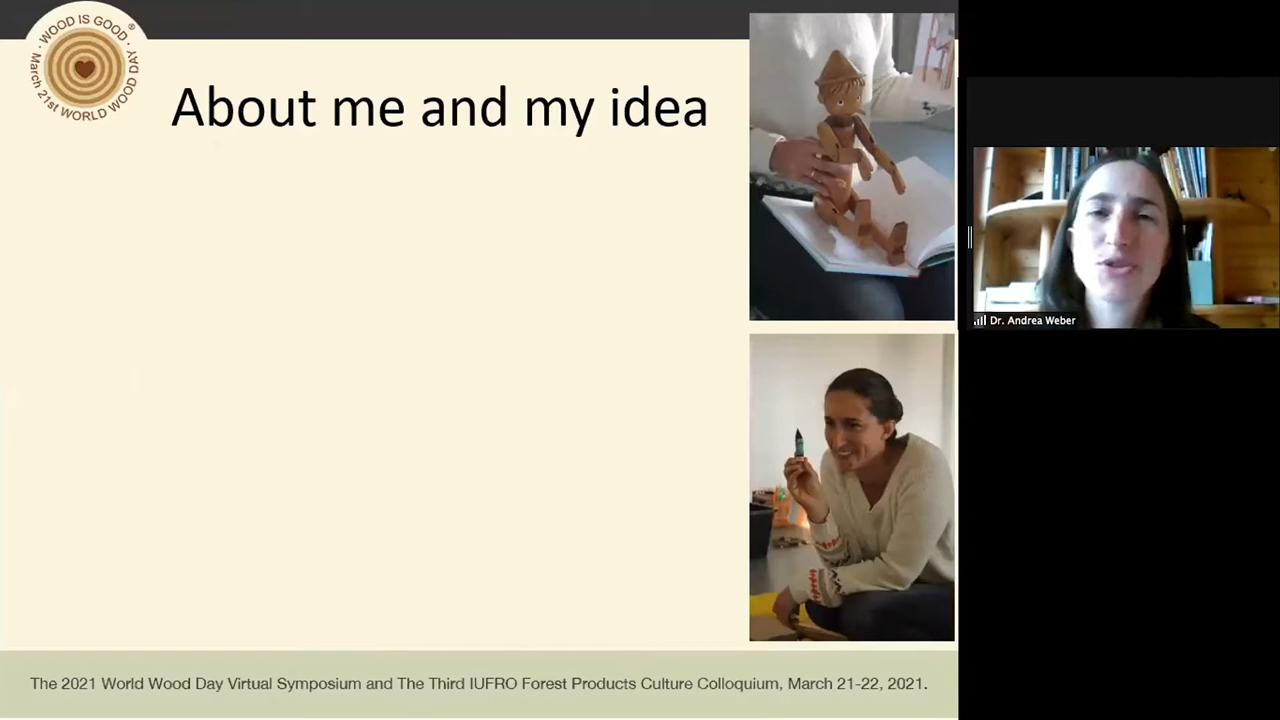 · WOOD IS GOOD · ®
March 21st WORLD WOOD DAY
About me and my idea
Dr. Andrea Weber
The 2021 World Wood Day Virtual Symposium and The Third IUFRO Forest Products Culture Colloquium, March 21-22, 2021.